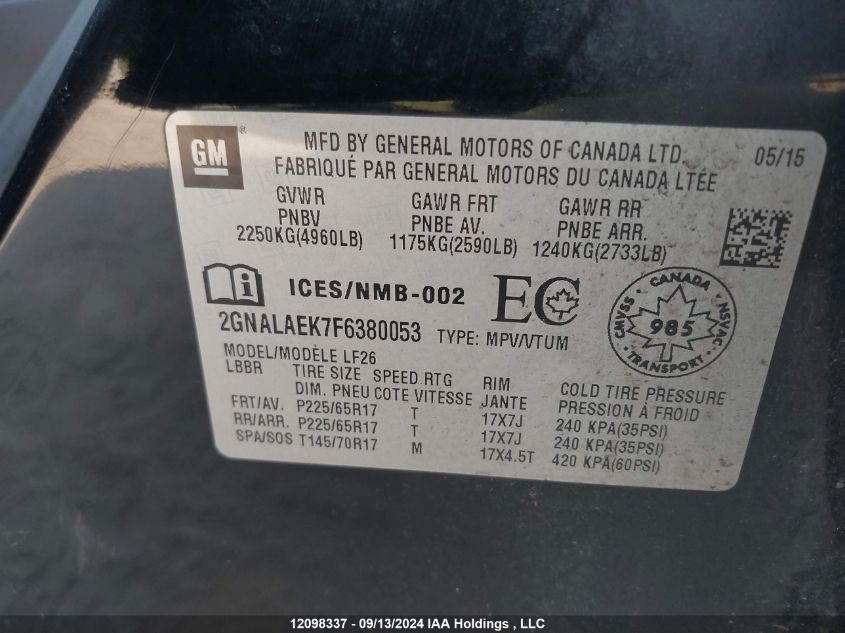 GM
MFD BY GENERAL MOTORS OF CANADA LTD. 05/15
FABRIQUÉ PAR GENERAL MOTORS DU CANADA LTÉE
GVWR GAWR FRT GAWR RR
PNBV PNBE AV. PNBE ARR.
2250KG(4960LB) 1175KG(2590LB) 1240KG(2733LB)
i ICES/NMB-002 EC
CANADA
CMVSS 985 NSVAC
TRANSPORT
2GNALAEK7F6380053 TYPE: MPV/VTUM
MODEL/MODÈLE LF26
LBBR TIRE SIZE SPEED RTG RIM COLD TIRE PRESSURE
DIM. PNEU COTE VITESSE JANTE PRESSION À FROID
FRT/AV. P225/65R17 T 17X7J 240 KPA(35PSI)
RR/ARR. P225/65R17 T 17X7J 240 KPA(35PSI)
SPA/SOS T145/70R17 M 17X4.5T 420 KPA(60PSI)
12098337 - 09/13/2024 IAA Holdings , LLC